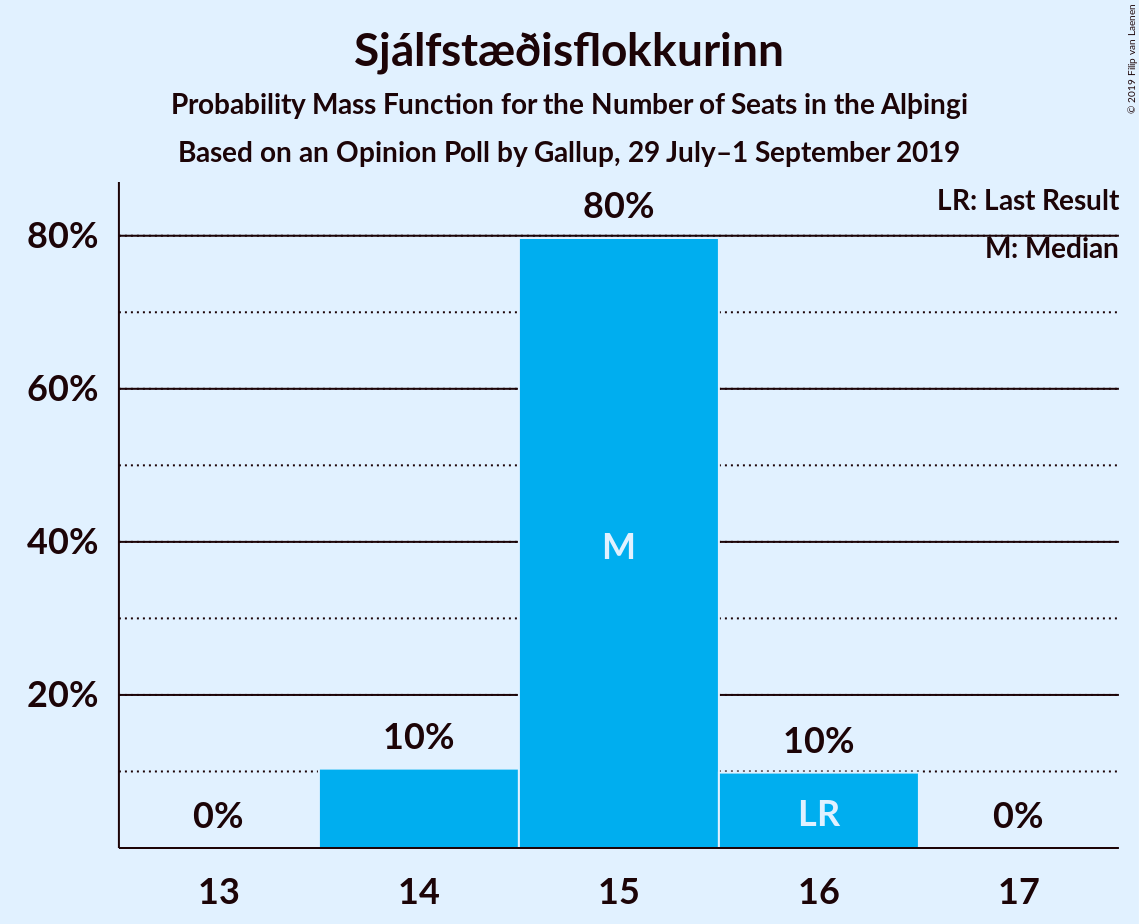 Sjálfstæðisflokkurinn
Probability Mass Function for the Number of Seats in the Alþingi
Based on an Opinion Poll by Gallup, 29 July–1 September 2019
© 2019 Filip van Laenen
LR: Last Result
M: Median
80%
60%
40%
20%
0%
10%
80%
10%
0%
M
LR
13
14
15
16
17